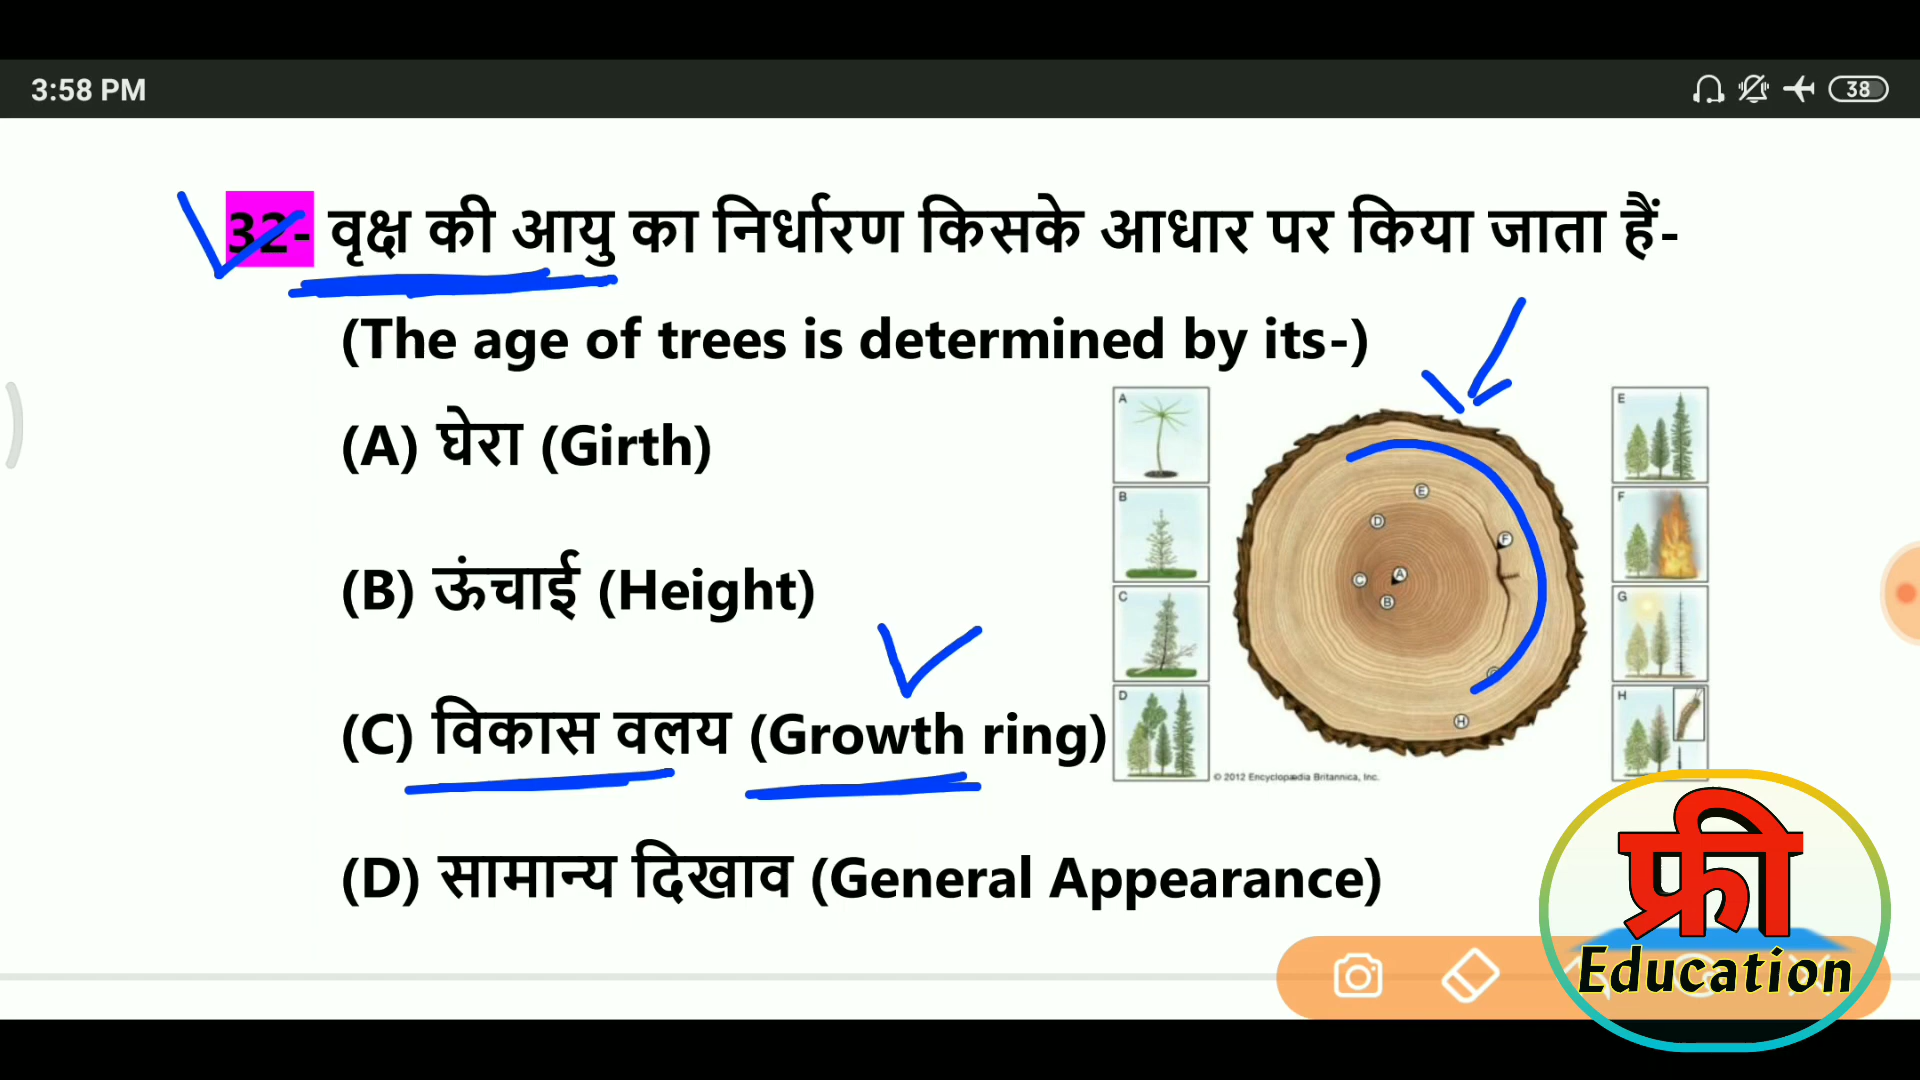 3:58 PM
38
32- वृक्ष की आयु का निर्धारण किसके आधार पर किया जाता हैं-
(The age of trees is determined by its-)
(A) घेरा (Girth)
(B) ऊंचाई (Height)
(C) विकास वलय (Growth ring)
(D) सामान्य दिखाव (General Appearance)
A
B
C
D
E
D
F
C
A
B
H
E
F
G
H
© 2012 Encyclopædia Britannica, Inc.
फ्री
Education